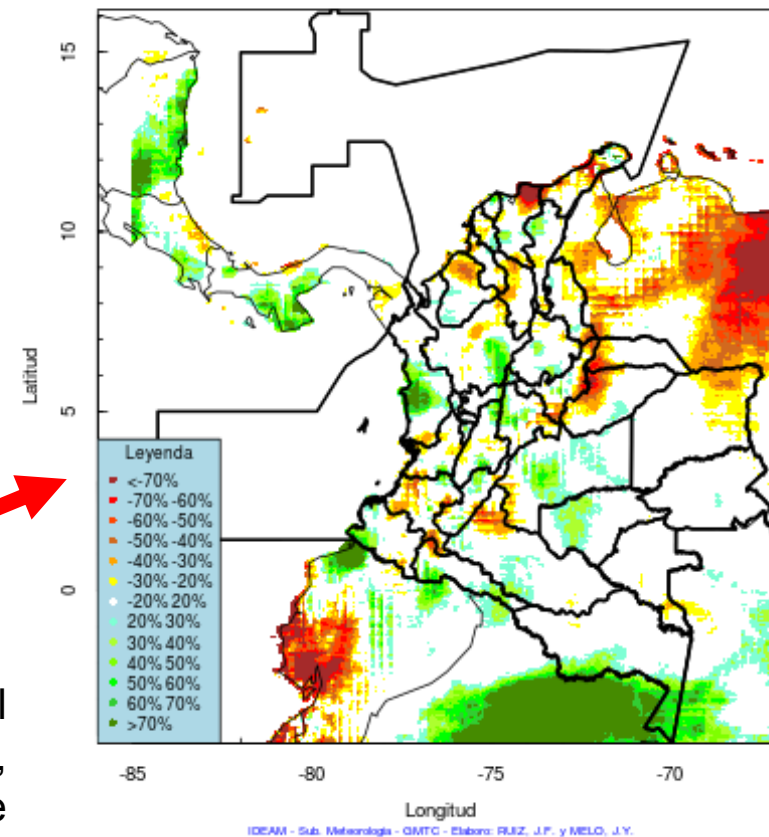 15
10
5
0
Latitud
Leyenda
<-70%
-70% -60%
-60% -50%
-50% -40%
-40% -30%
-30% -20%
-20% 20%
20% 30%
30% 40%
40% 50%
50% 60%
60% 70%
>70%
l
,
e
-85 -80 -75 -70
Longitud
IDEAM - Sub. Meteorología - GMTC - Elaboro: RUIZ, J.F. y MELO, J.Y.